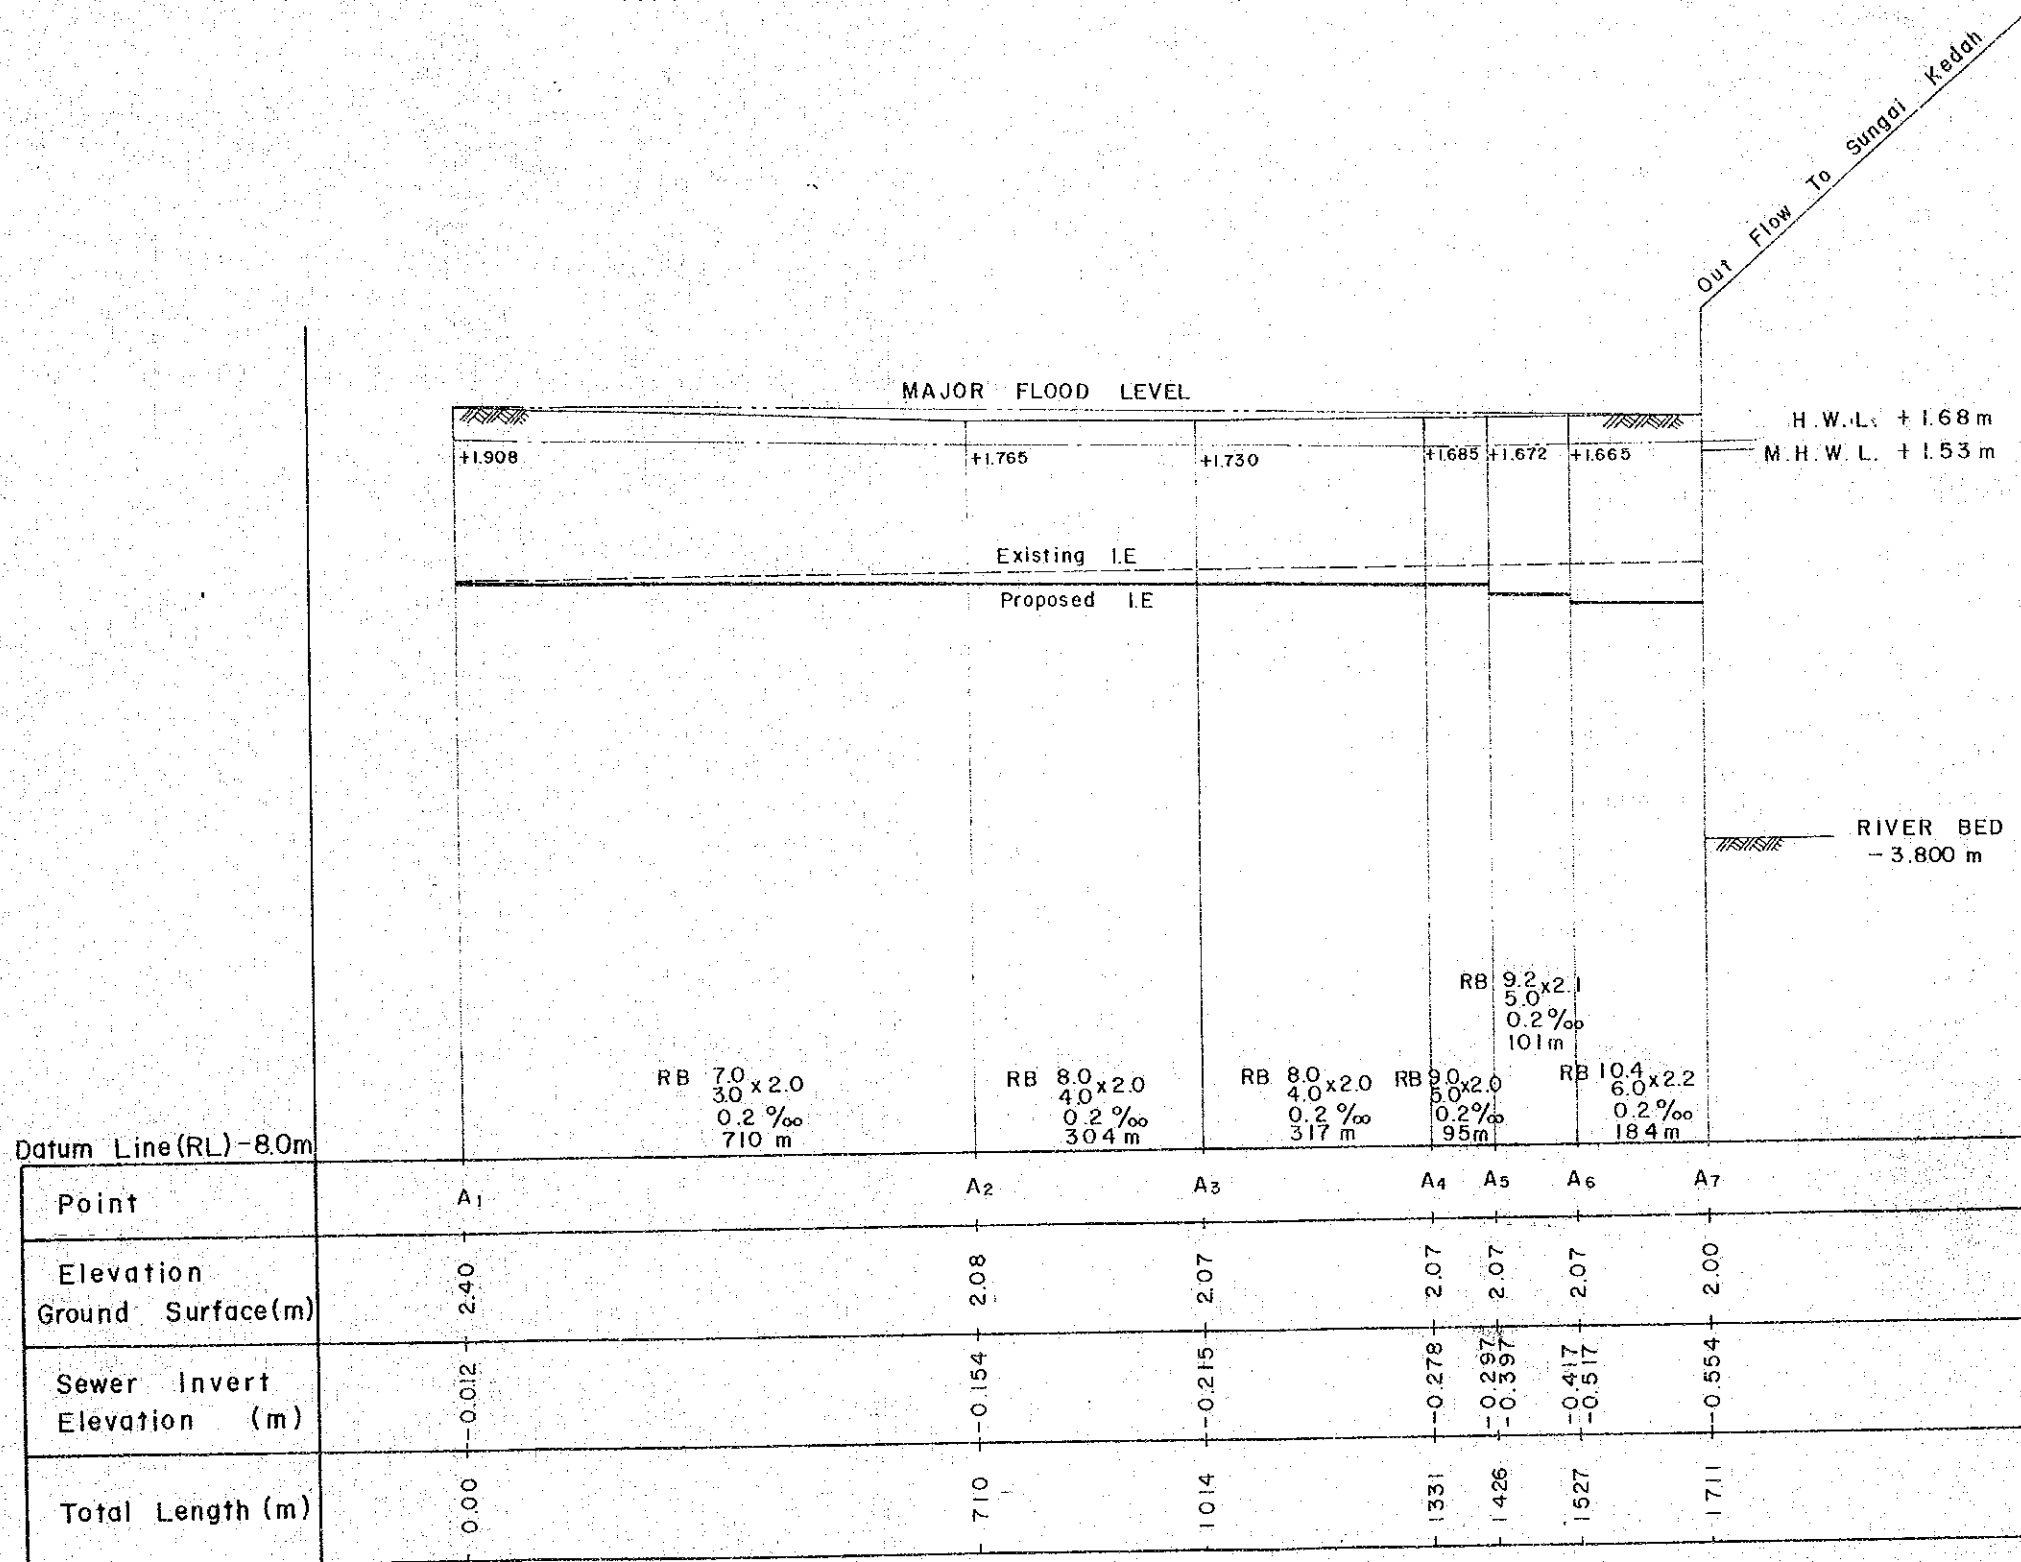 Out Flow To Sungai Kedah
MAJOR FLOOD LEVEL
H.W.L. +1.68 m
M.H.W.L. +1.53 m
+1.908
+1.765
+1.730
+1.685
+1.672
+1.665
Existing I.E
Proposed I.E
RIVER BED
-3.800 m
RB 7.0
3.0 x 2.0
0.2 ‰
710 m
RB 8.0
4.0 x 2.0
0.2 ‰
304 m
RB 8.0
4.0 x 2.0
0.2 ‰
317 m
RB 9.0
5.0 x 2.0
0.2 ‰
95 m
RB 9.2
5.0 x 2.1
0.2 ‰
101 m
RB 10.4
6.0 x 2.2
0.2 ‰
184 m
Datum Line (RL) -8.0m
Point A1 A2 A3 A4 A5 A6 A7
Elevation
Ground Surface (m) 2.40 2.08 2.07 2.07 2.07 2.07 2.00
Sewer Invert
Elevation (m) -0.012 -0.154 -0.215 -0.278 -0.297 -0.397 -0.417 -0.517 -0.554
Total Length (m) 0.00 710 1014 1331 1426 1527 1711